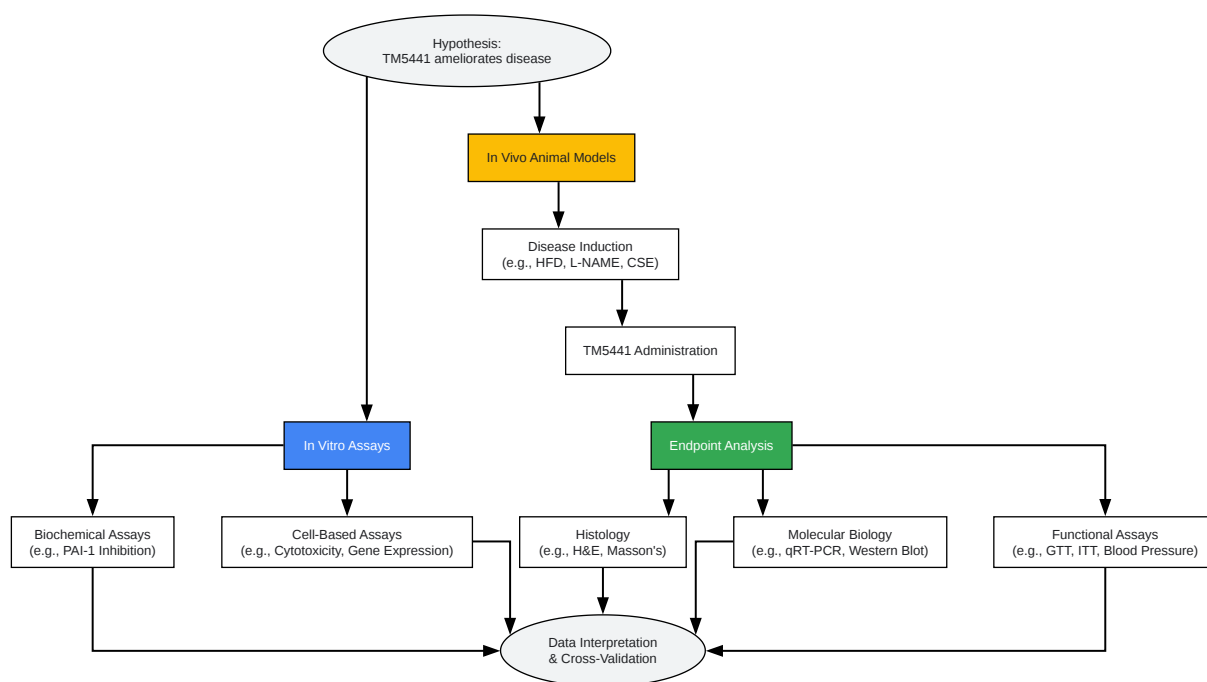 Hypothesis:
TM5441 ameliorates disease
In Vivo Animal Models
Disease Induction
(e.g., HFD, L-NAME, CSE)
TM5441 Administration
In Vitro Assays
Endpoint Analysis
Biochemical Assays
(e.g., PAI-1 Inhibition)
Cell-Based Assays
(e.g., Cytotoxicity, Gene Expression)
Histology
(e.g., H&E, Masson's)
Molecular Biology
(e.g., qRT-PCR, Western Blot)
Functional Assays
(e.g., GTT, ITT, Blood Pressure)
Data Interpretation
& Cross-Validation